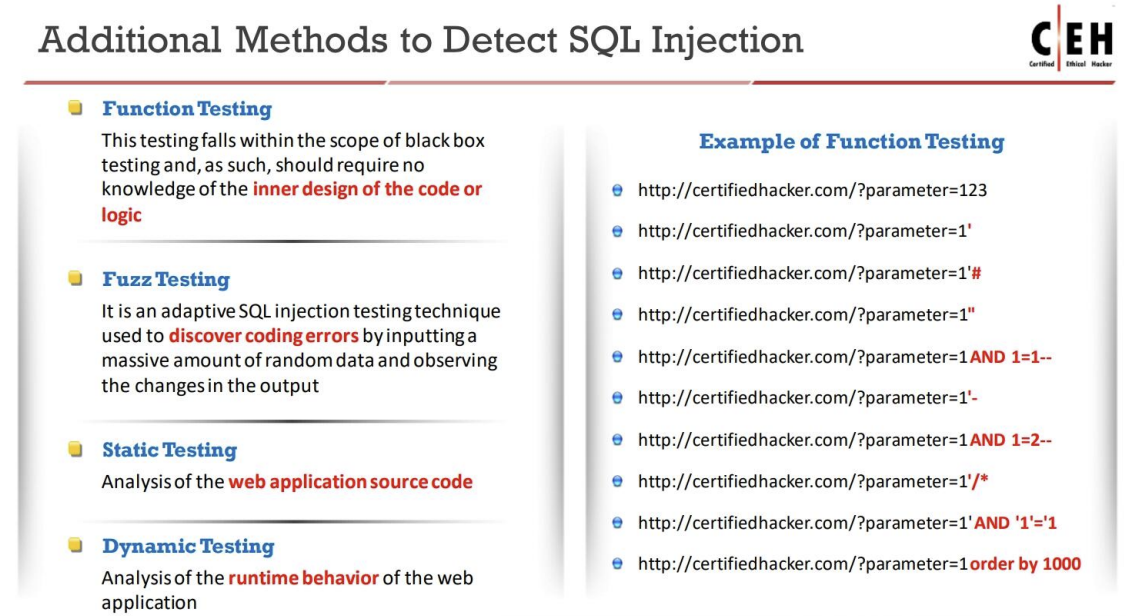 Additional Methods to Detect SQL Injection
C|EH
Certified Ethical Hacker
Function Testing
This testing falls within the scope of black box
testing and, as such, should require no
knowledge of the inner design of the code or
logic
Fuzz Testing
It is an adaptive SQL injection testing technique
used to discover coding errors by inputting a
massive amount of random data and observing
the changes in the output
Static Testing
Analysis of the web application source code
Dynamic Testing
Analysis of the runtime behavior of the web
application
Example of Function Testing
http://certifiedhacker.com/?parameter=123
http://certifiedhacker.com/?parameter=1'
http://certifiedhacker.com/?parameter=1'#
http://certifiedhacker.com/?parameter=1"
http://certifiedhacker.com/?parameter=1 AND 1=1--
http://certifiedhacker.com/?parameter=1'-
http://certifiedhacker.com/?parameter=1 AND 1=2--
http://certifiedhacker.com/?parameter=1'/*
http://certifiedhacker.com/?parameter=1' AND '1'='1
http://certifiedhacker.com/?parameter=1 order by 1000